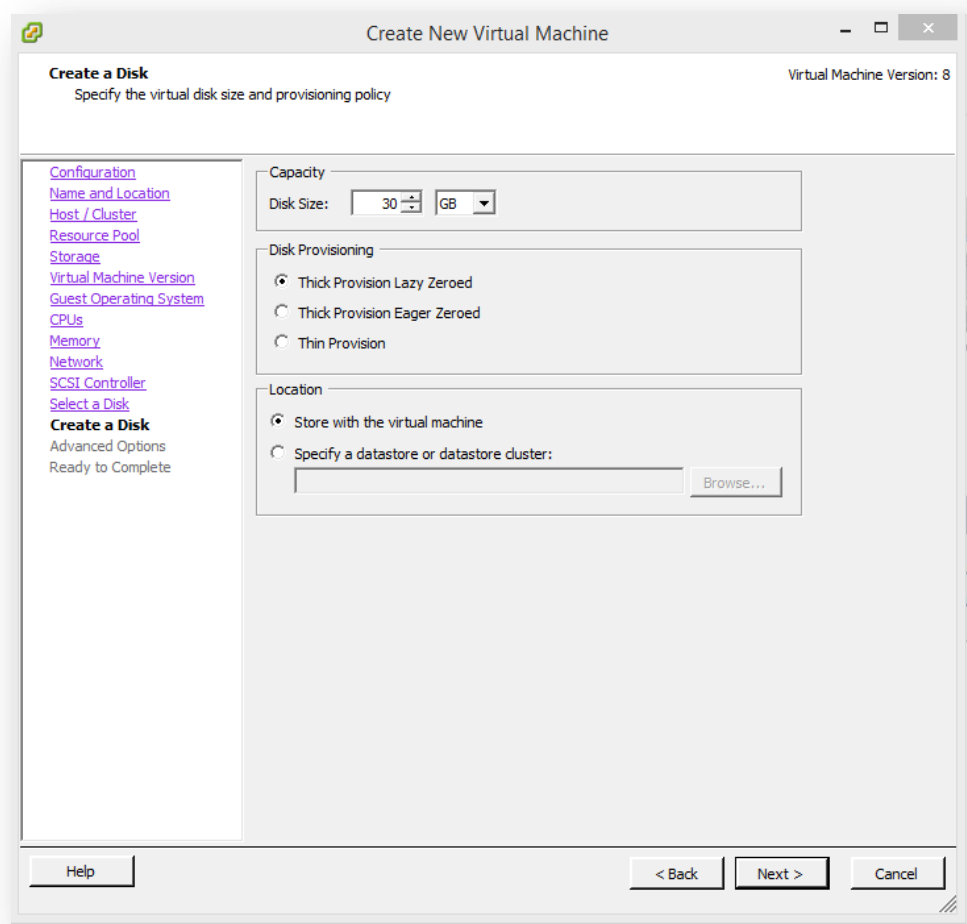 Create New Virtual Machine
Create a Disk
Specify the virtual disk size and provisioning policy
Virtual Machine Version: 8
Configuration
Name and Location
Host / Cluster
Resource Pool
Storage
Virtual Machine Version
Guest Operating System
CPUs
Memory
Network
SCSI Controller
Select a Disk
Create a Disk
Advanced Options
Ready to Complete
Capacity
Disk Size: 30 GB
Disk Provisioning
Thick Provision Lazy Zeroed
Thick Provision Eager Zeroed
Thin Provision
Location
Store with the virtual machine
Specify a datastore or datastore cluster:
Browse...
Help
< Back
Next >
Cancel